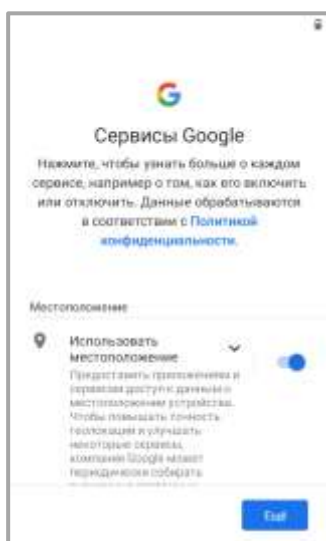 Сервисы Google
Нажмите, чтобы узнать больше о каждом
сервисе, например о том, как его включить
или отключить. Данные обрабатываются
в соответствии с Политикой
конфиденциальности.
Местоположение
Использовать
местоположение
Предоставить приложениям и
сервисам доступ к данным о
местоположении устройства.
Чтобы повышать точность
геолокации и улучшать
некоторые сервисы,
компания Google может
периодически собирать
Ещё